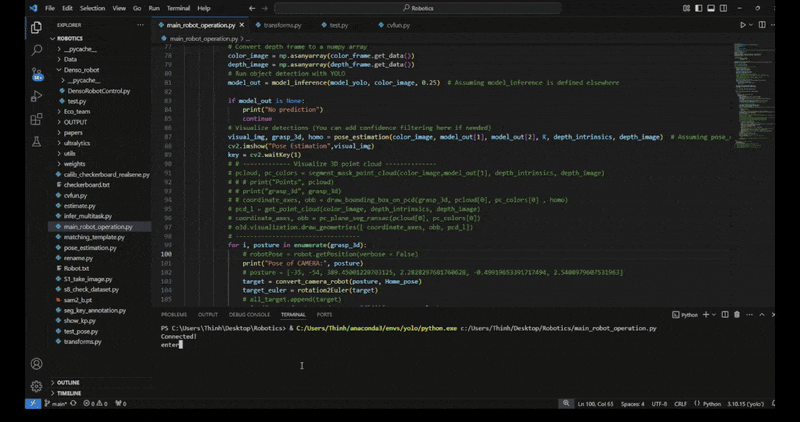 File Edit Selection View Go Run Terminal Help
Robotics
EXPLORER
ROBOTICS
__pycache__
Data
Denso_robot
__pycache__
DensoRobotControl.py
test.py
Eco_team
OUTPUT
papers
ultralytics
utils
weights
calib_checkerboard_realsene.py
checkerboard.txt
cvfun.py
estimate.py
infer_multitask.py
main_robot_operation.py
matching_template.py
pose_estimation.py
rename.py
Robot.txt
S1_take_image.py
s8_check_dataset.py
sam2_b.pt
seg_key_annotation.py
show_kp.py
test_pose.py
transforms.py
OUTLINE
TIMELINE
main_robot_operation.py transforms.py test.py cvfun.py
main_robot_operation.py > ...
77 # Convert depth frame to a numpy array
78 color_image = np.asanyarray(color_frame.get_data())
79 depth_image = np.asanyarray(depth_frame.get_data())
80 # Run object detection with YOLO
81 model_out = model_inference(model_yolo, color_image, 0.25) # Assuming model_inference is defined elsewhere
82
83 if model_out is None:
84 print("No prediction")
85 continue
86 # Visualize detections (You can add confidence filtering here if needed)
87 visual_img, grasp_3d, homo = pose_estimation(color_image, model_out[1], model_out[2], K, depth_intrinsics, depth_image) # Assuming pose_
88 cv2.imshow("Pose Estimation",visual_img)
89 key = cv2.waitKey(1)
90 # # ------------- Visualize 3D point cloud --------------
91 # pcloud, pc_colors = segment_mask_point_cloud(color_image,model_out[1], depth_intrinsics, depth_image)
92 # # # print("Points", pcloud)
93 # # print("grasp_3d", grasp_3d)
94 # # coordinate_axes, obb = draw_bounding_box_on_pcd(grasp_3d, pcloud[0], pc_colors[0] , homo)
95 # pcd_l = get_point_cloud(color_image, depth_intrinsics, depth_image)
96 # coordinate_axes, obb = pc_plane_seg_ransac(pcloud[0], pc_colors[0])
97 # o3d.visualization.draw_geometries([ coordinate_axes, obb, pcd_l])
98 # -----------------------------
99 for i, posture in enumerate(grasp_3d):
100 # robotPose = robot.getPosition(verbose = False)
101 print("Pose of CAMERA:", posture)
102 # posture = [-35, -54, 389.45001220703125, 2.2828297681760628, -0.49919053391717494, 2.5408979607531963]
103 target = convert_camera_robot(posture, Home_pose)
104 target_euler = rotation2Euler(target)
105 # all_target.append(target)
PROBLEMS OUTPUT DEBUG CONSOLE TERMINAL PORTS
Python
PS C:\Users\Thinh\Desktop\Robotics> & C:/Users/Thinh/anaconda3/envs/yolo/python.exe c:/Users/Thinh/Desktop/Robotics/main_robot_operation.py
Connected!
enter
main* 0 0 0
Ln 100, Col 65 Spaces: 4 UTF-8 CRLF Python 3.10.15 ('yolo')